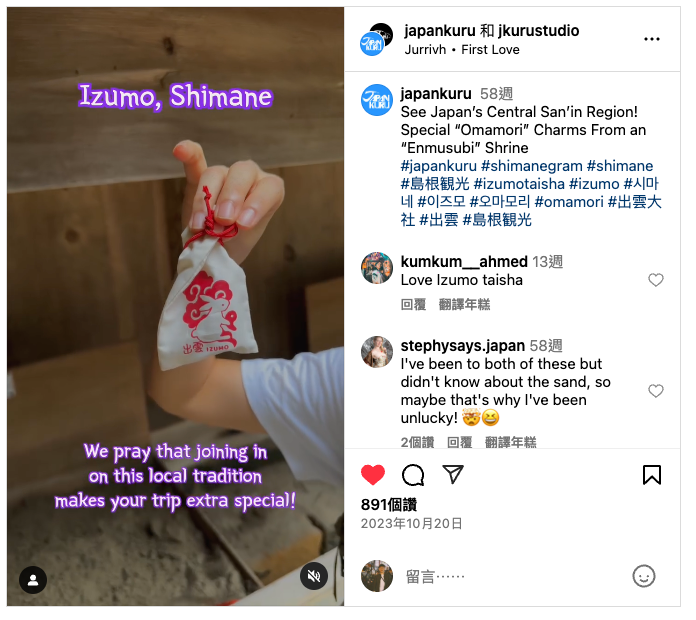 Izumo, Shimane
出雲 IZUMO
We pray that joining in
on this local tradition
makes your trip extra special!
JAPAN KURU
japankuru 和 jkurustudio
Jurrivh • First Love
JAPAN KURU
japankuru 58週
See Japan’s Central San’in Region!
Special “Omamori” Charms From an
“Enmusubi” Shrine
#japankuru #shimanegram #shimane
#島根観光 #izumotaisha #izumo #시마
네 #이즈모 #오마모리 #omamori #出雲大
社 #出雲 #島根観光
kumkum__ahmed 13週
Love Izumo taisha
回覆 翻譯年糕
stephysays.japan 58週
I've been to both of these but
didn't know about the sand, so
maybe that's why I've been
unlucky! 🤯😆
2個讚 回覆 翻譯年糕
891個讚
2023年10月20日
留言……